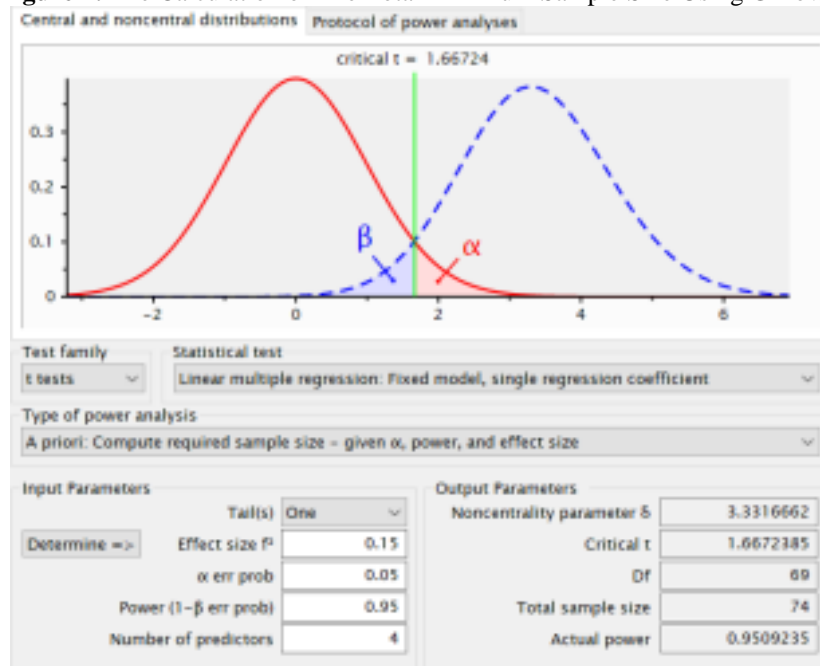 Central and noncentral distributions Protocol of power analyses
critical t = 1.66724
0.3
0.2
β
0.1
α
0
-2 0 2 4 6
Test family Statistical test
t tests Linear multiple regression: Fixed model, single regression coefficient
Type of power analysis
A priori: Compute required sample size – given α, power, and effect size
Input Parameters Output Parameters
Tail(s) One Noncentrality parameter δ 3.3316662
Determine => Effect size f² 0.15 Critical t 1.6672385
α err prob 0.05 Df 69
Power (1-β err prob) 0.95 Total sample size 74
Number of predictors 4 Actual power 0.9509235